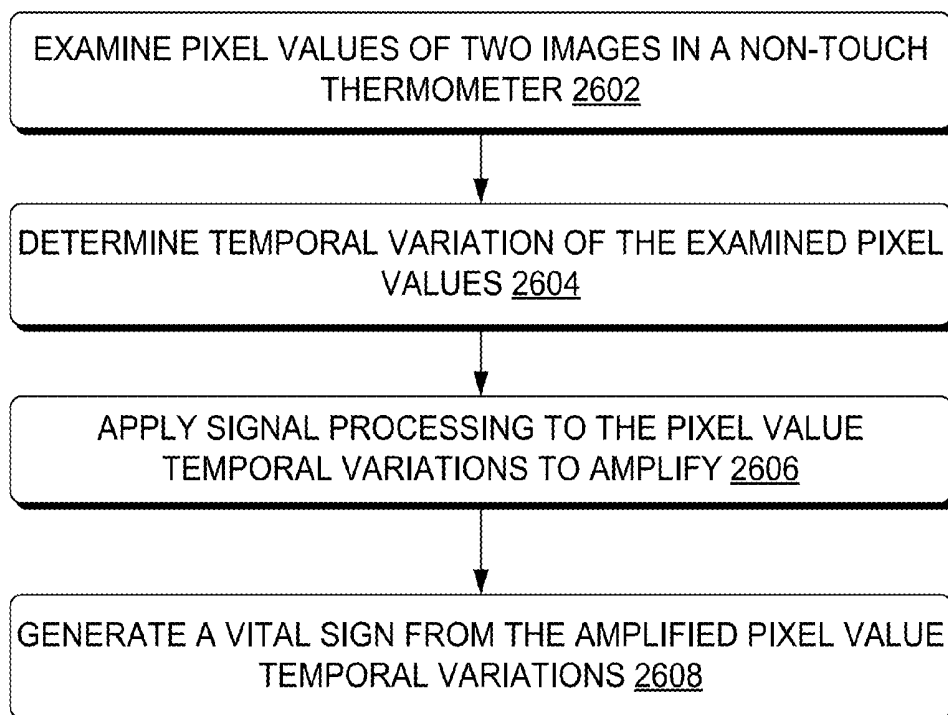 EXAMINE PIXEL VALUES OF TWO IMAGES IN A NON-TOUCH
THERMOMETER 2602
DETERMINE TEMPORAL VARIATION OF THE EXAMINED PIXEL
VALUES 2604
APPLY SIGNAL PROCESSING TO THE PIXEL VALUE
TEMPORAL VARIATIONS TO AMPLIFY 2606
GENERATE A VITAL SIGN FROM THE AMPLIFIED PIXEL VALUE
TEMPORAL VARIATIONS 2608